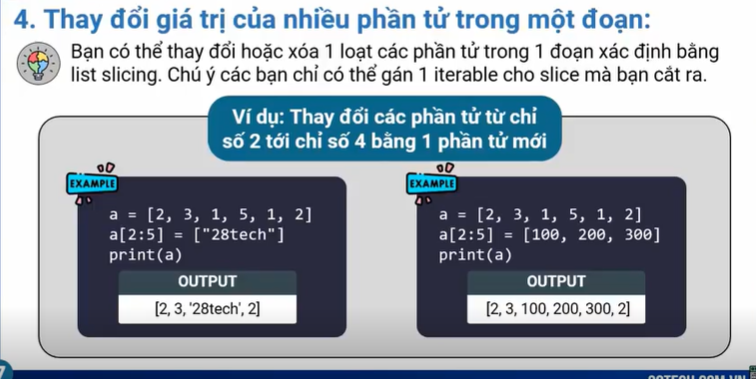 4. Thay đổi giá trị của nhiều phần tử trong một đoạn:
Bạn có thể thay đổi hoặc xóa 1 loạt các phần tử trong 1 đoạn xác định bằng
list slicing. Chú ý các bạn chỉ có thể gán 1 iterable cho slice mà bạn cắt ra.
Ví dụ: Thay đổi các phần tử từ chỉ
số 2 tới chỉ số 4 bằng 1 phần tử mới
EXAMPLE
a = [2, 3, 1, 5, 1, 2]
a[2:5] = ["28tech"]
print(a)
OUTPUT
[2, 3, '28tech', 2]
EXAMPLE
a = [2, 3, 1, 5, 1, 2]
a[2:5] = [100, 200, 300]
print(a)
OUTPUT
[2, 3, 100, 200, 300, 2]